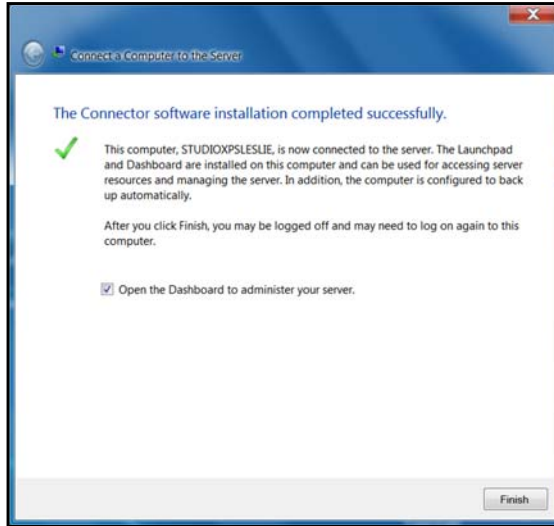 Connect a Computer to the Server
The Connector software installation completed successfully.
This computer, STUDIOXPSLESLIE, is now connected to the server. The Launchpad
and Dashboard are installed on this computer and can be used for accessing server
resources and managing the server. In addition, the computer is configured to back
up automatically.
After you click Finish, you may be logged off and may need to log on again to this
computer.
Open the Dashboard to administer your server.
Finish